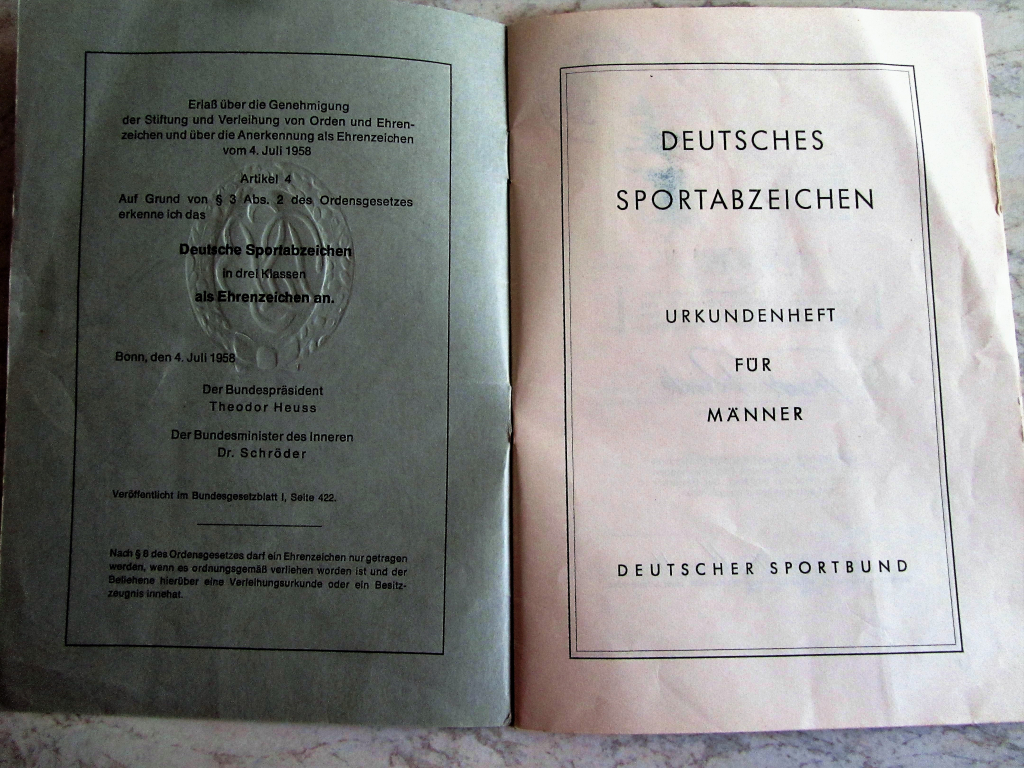 Erlaß über die Genehmigung
der Stiftung und Verleihung von Orden und Ehren-
zeichen und über die Anerkennung als Ehrenzeichen
vom 4. Juli 1958
Artikel 4
Auf Grund von § 3 Abs. 2 des Ordensgesetzes
erkenne ich das
Deutsche Sportabzeichen
in drei Klassen
als Ehrenzeichen an.
Bonn, den 4. Juli 1958
Der Bundespräsident
Theodor Heuss
Der Bundesminister des Inneren
Dr. Schröder
Veröffentlicht im Bundesgesetzblatt I, Seite 422.
Nach § 8 des Ordensgesetzes darf ein Ehrenzeichen nur getragen
werden, wenn es ordnungsgemäß verliehen worden ist und der
Beliehene hierüber eine Verleihungsurkunde oder ein Besitz-
zeugnis innehat.
DEUTSCHES
SPORTABZEICHEN
URKUNDENHEFT
FÜR
MÄNNER
DEUTSCHER SPORTBUND